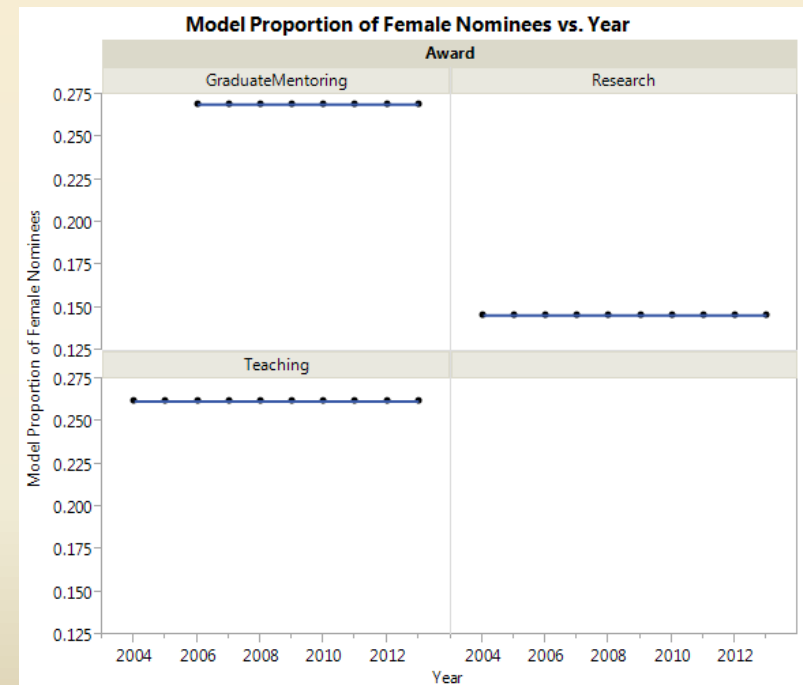 Model Proportion of Female Nominees vs. Year
Award
GraduateMentoring Research
0.275
0.250
0.225
0.200
0.175
0.150
0.125
Teaching
0.275
0.250
0.225
0.200
0.175
0.150
0.125
Model Proportion of Female Nominees
2004 2006 2008 2010 2012 2004 2006 2008 2010 2012
Year